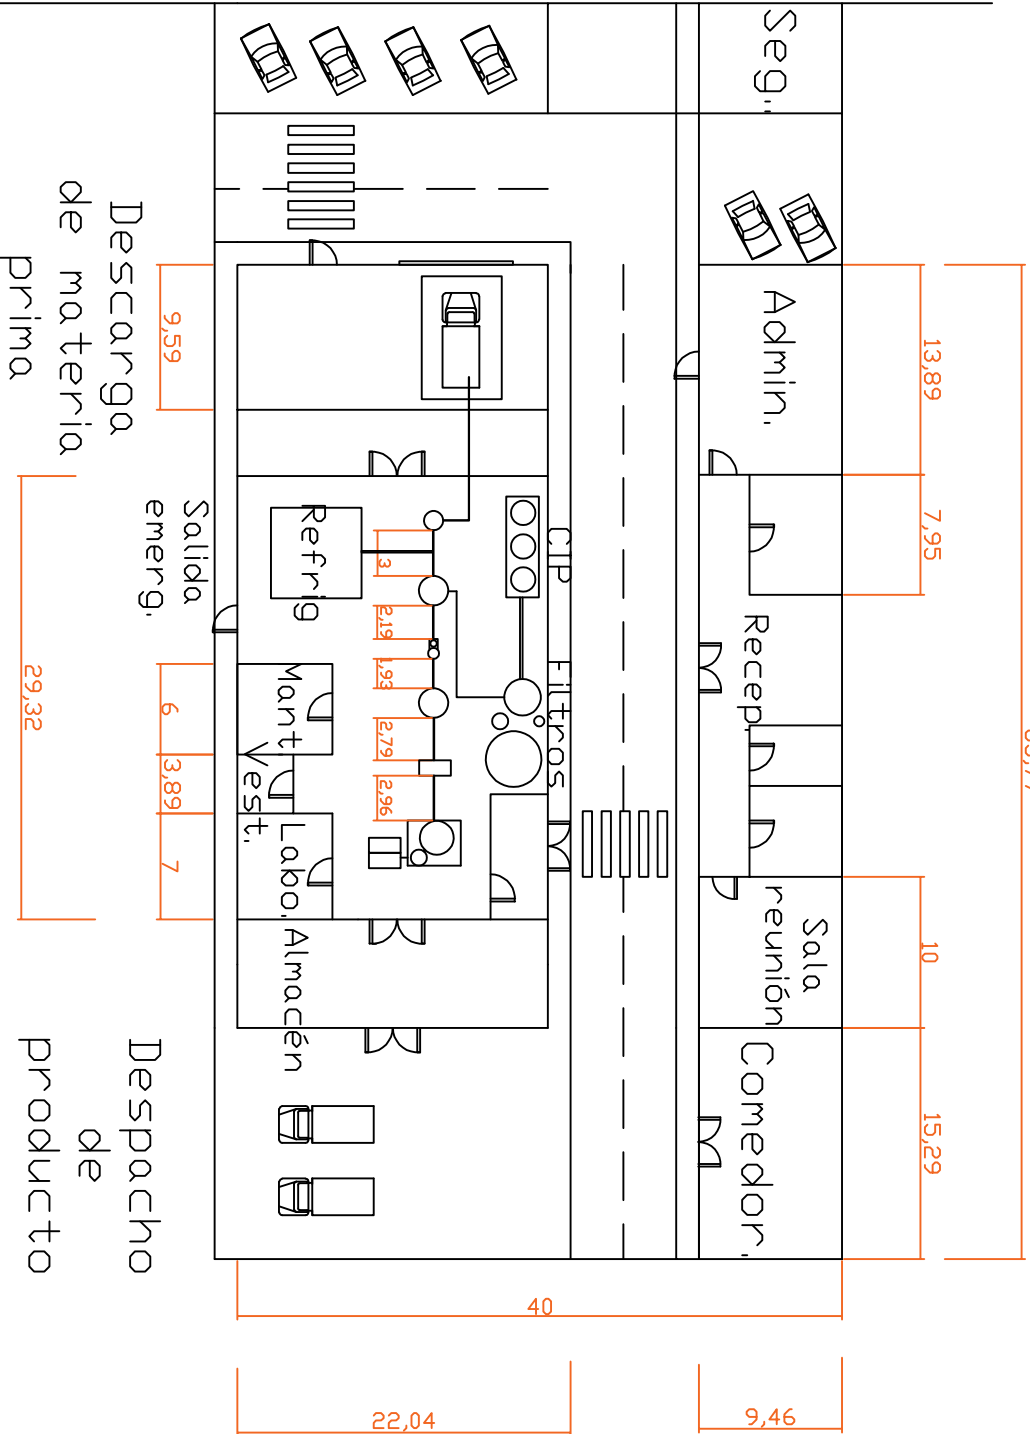 Seg.
Admin.
Recep.
Sala
reunión
Comedor.
13,89
7,95
10
15,29
CIP
Filtros
Refrig
Mant.
Vest.
Labo.
Almacén
3
2,19
1,93
2,79
2,96
Salida
emerg.
Descarga
de materia
prima
Despacho
de
producto
9,59
6
3,89
7
29,32
40
22,04
9,46